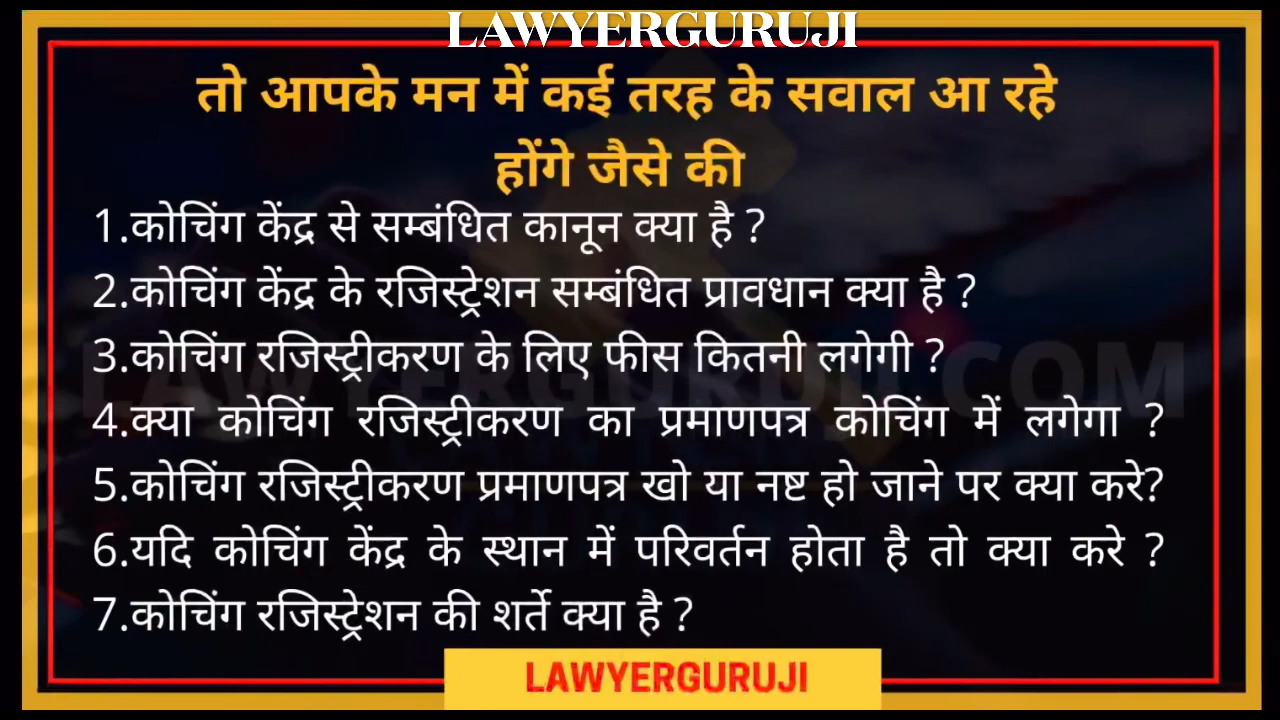 LAWYERGURUJI
तो आपके मन में कई तरह के सवाल आ रहे
होंगे जैसे की
1.कोचिंग केंद्र से सम्बंधित कानून क्या है ?
2.कोचिंग केंद्र के रजिस्ट्रेशन सम्बंधित प्रावधान क्या है ?
3.कोचिंग रजिस्ट्रीकरण के लिए फीस कितनी लगेगी ?
4.क्या कोचिंग रजिस्ट्रीकरण का प्रमाणपत्र कोचिंग में लगेगा ?
5.कोचिंग रजिस्ट्रीकरण प्रमाणपत्र खो या नष्ट हो जाने पर क्या करे?
6.यदि कोचिंग केंद्र के स्थान में परिवर्तन होता है तो क्या करे ?
7.कोचिंग रजिस्ट्रेशन की शर्ते क्या है ?
LAWYERGURUJI.COM
LAWYERGURUJI